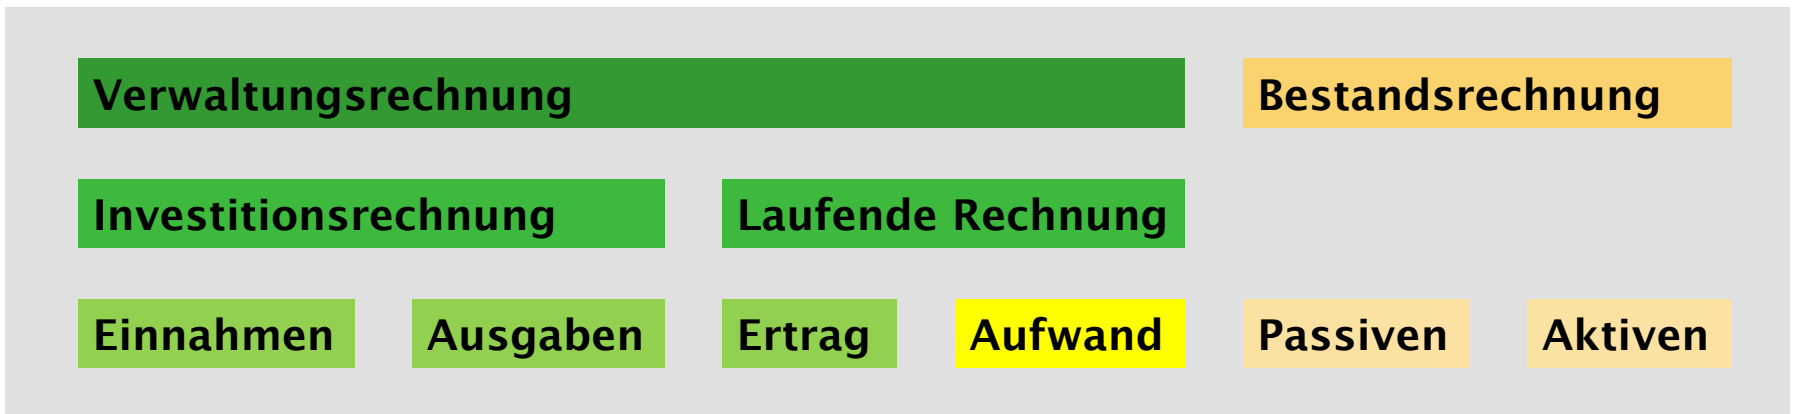 Verwaltungsrechnung
Bestandsrechnung
Investitionsrechnung
Laufende Rechnung
Einnahmen
Ausgaben
Ertrag
Aufwand
Passiven
Aktiven